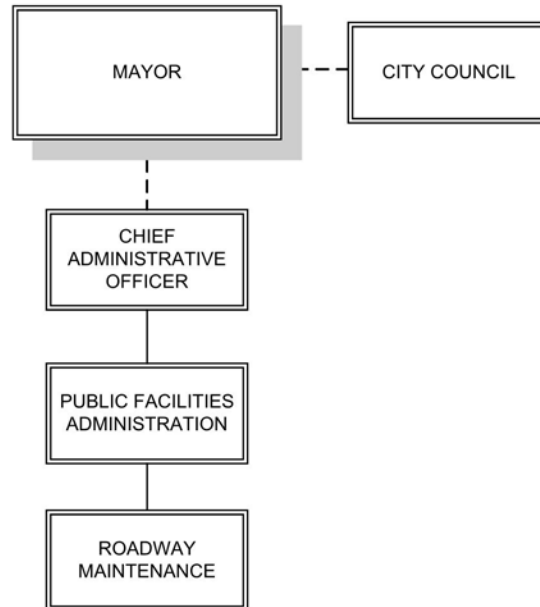 MAYOR
CITY COUNCIL
CHIEF
ADMINISTRATIVE
OFFICER
PUBLIC FACILITIES
ADMINISTRATION
ROADWAY
MAINTENANCE